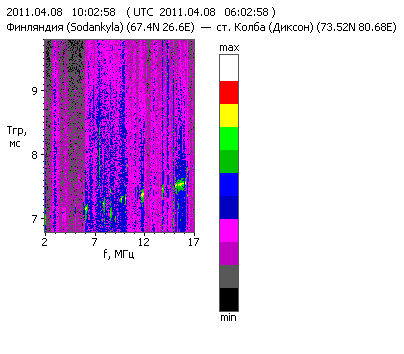 2011.04.08 10:02:58 ( UTC 2011.04.08 06:02:58 )
Финляндия (Sodankyla) (67.4N 26.6E) — ст. Колба (Диксон) (73.52N 80.68E)
max
9
Тгр,
мс
8
7
2 7 12 17
f, МГц
min